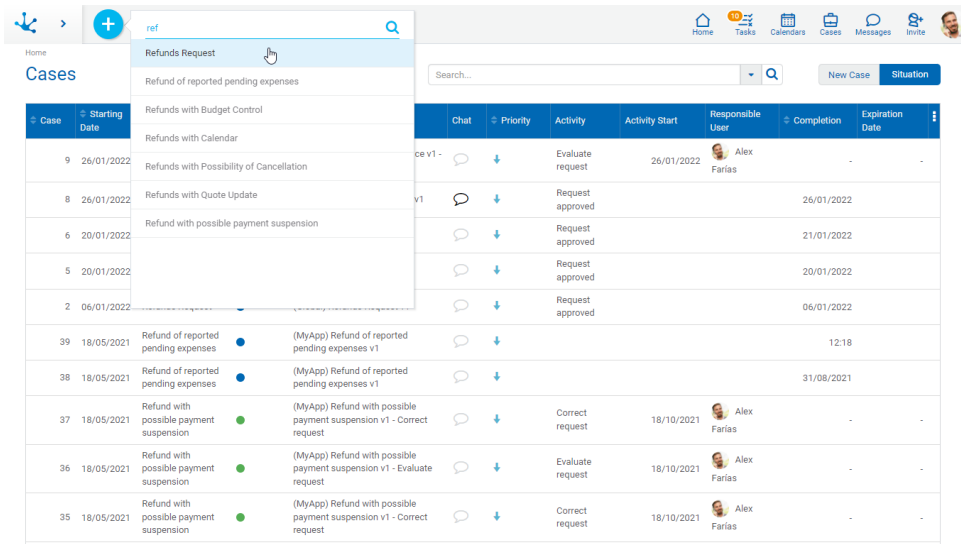 ref
10
Home
Tasks
Calendars
Cases
Messages
Invite
Home
Cases
Refunds Request
Refund of reported pending expenses
Refunds with Budget Control
Refunds with Calendar
Refunds with Possibility of Cancellation
Refunds with Quote Update
Refund with possible payment suspension
Search...
New Case
Situation
Case
Starting
Date
Chat
Priority
Activity
Activity Start
Responsible
User
Completion
Expiration
Date
9 26/01/2022 ce v1 - Evaluate
request 26/01/2022 Alex
Farías - -
8 26/01/2022 v1 Request
approved 26/01/2022
6 20/01/2022 Request
approved 21/01/2022
5 20/01/2022 Request
approved 20/01/2022
2 06/01/2022 Request
approved 06/01/2022
39 18/05/2021 Refund of reported
pending expenses (MyApp) Refund of reported
pending expenses v1 12:18
38 18/05/2021 Refund of reported
pending expenses (MyApp) Refund of reported
pending expenses v1 31/08/2021
37 18/05/2021 Refund with
possible payment
suspension (MyApp) Refund with possible
payment suspension v1 - Correct
request Correct
request 18/10/2021 Alex
Farías - -
36 18/05/2021 Refund with
possible payment
suspension (MyApp) Refund with possible
payment suspension v1 - Evaluate
request Evaluate
request 18/10/2021 Alex
Farías - -
35 18/05/2021 Refund with
possible payment
suspension (MyApp) Refund with possible
payment suspension v1 - Correct
request Correct
request 18/10/2021 Alex
Farías - -